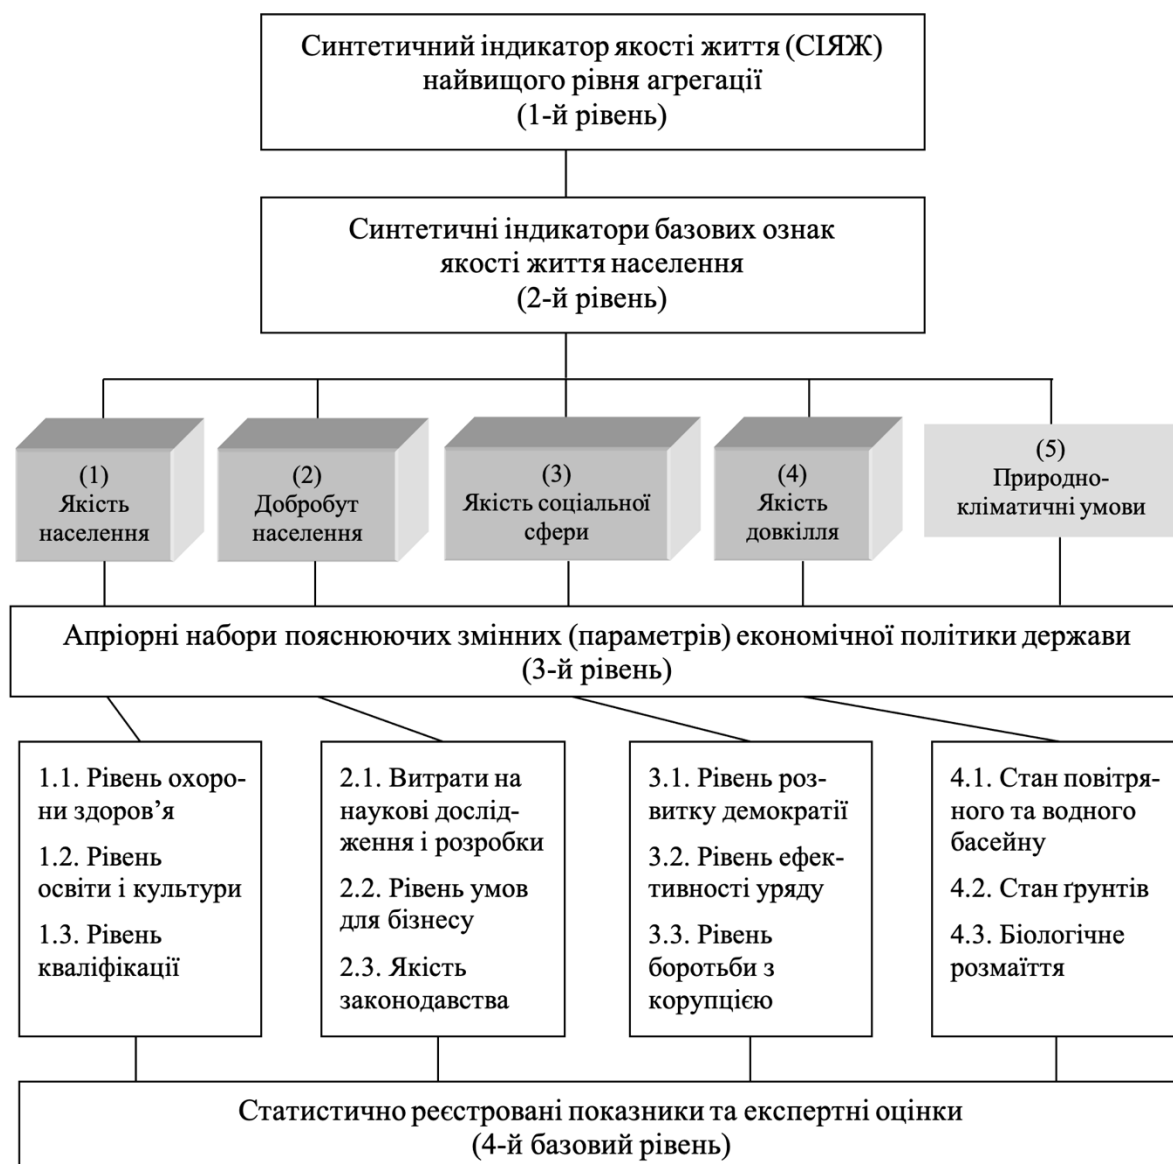 Синтетичний індикатор якості життя (СІЯЖ)
найвищого рівня агрегації
(1-й рівень)
Синтетичні індикатори базових ознак
якості життя населення
(2-й рівень)
(1)
Якість
населення
(2)
Добробут
населення
(3)
Якість соціальної
сфери
(4)
Якість
довкілля
(5)
Природно-
кліматичні умови
Апріорні набори пояснюючих змінних (параметрів) економічної політики держави
(3-й рівень)
1.1. Рівень охоро-
ни здоров’я
1.2. Рівень
освіти і культури
1.3. Рівень
кваліфікації
2.1. Витрати на
наукові дослід-
ження і розробки
2.2. Рівень умов
для бізнесу
2.3. Якість
законодавства
3.1. Рівень роз-
витку демократії
3.2. Рівень ефек-
тивності уряду
3.3. Рівень
боротьби з
корупцією
4.1. Стан повітря-
ного та водного
басейну
4.2. Стан ґрунтів
4.3. Біологічне
розмаїття
Статистично реєстровані показники та експертні оцінки
(4-й базовий рівень)